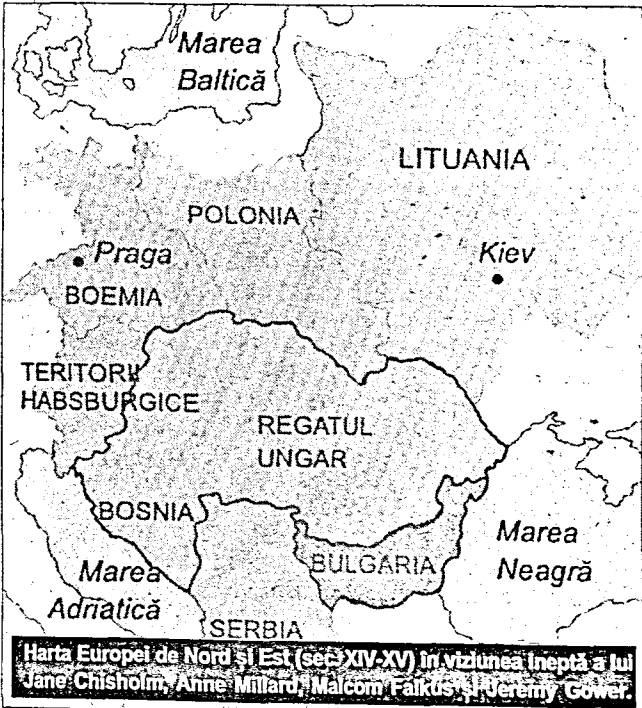 Marea
Baltică
LITUANIA
POLONIA
Praga
Kiev
BOEMIA
TERITORII
HABSBURGICE
REGATUL
UNGAR
BOSNIA
Marea
Adriatică
BULGARIA
Marea
Neagră
SERBIA
Harta Europei de Nord și Est (sec. XIV-XV) în viziunea ineptă a lui
Jane Chisholm, Anne Millard, Malcom Falkus și Jeremy Gower.